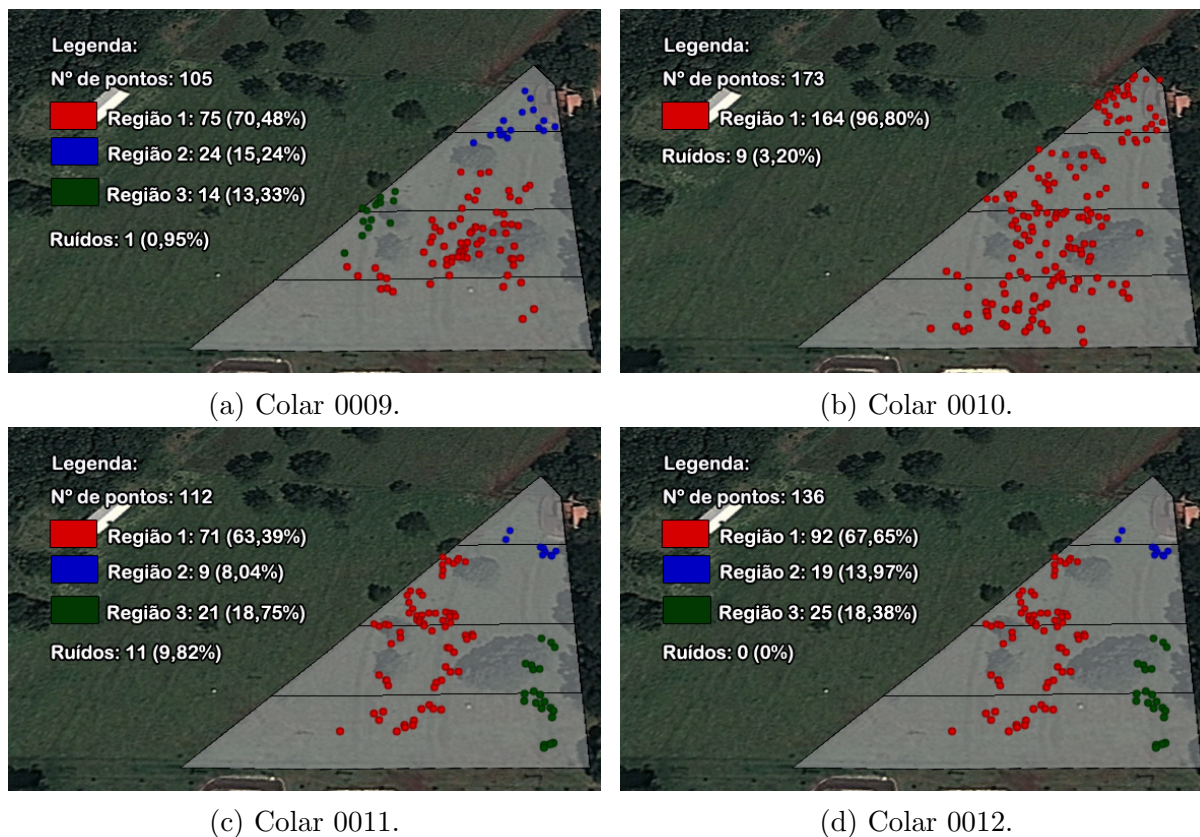 Legenda:
Nº de pontos: 105
Região 1: 75 (70,48%)
Região 2: 24 (15,24%)
Região 3: 14 (13,33%)
Ruídos: 1 (0,95%)
(a) Colar 0009.
Legenda:
Nº de pontos: 173
Região 1: 164 (96,80%)
Ruídos: 9 (3,20%)
(b) Colar 0010.
Legenda:
Nº de pontos: 112
Região 1: 71 (63,39%)
Região 2: 9 (8,04%)
Região 3: 21 (18,75%)
Ruídos: 11 (9,82%)
(c) Colar 0011.
Legenda:
Nº de pontos: 136
Região 1: 92 (67,65%)
Região 2: 19 (13,97%)
Região 3: 25 (18,38%)
Ruídos: 0 (0%)
(d) Colar 0012.